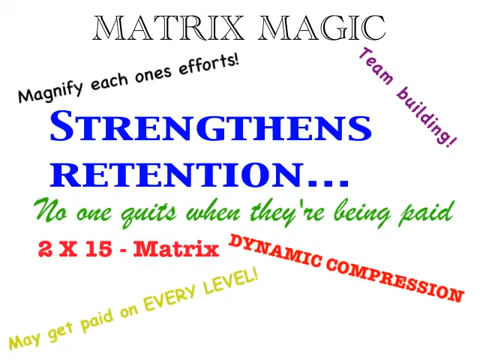 MATRIX MAGIC
Magnify each ones efforts!
Team building!
STRENGTHENS
RETENTION...
No one quits when they're being paid
2 X 15 - Matrix
DYNAMIC COMPRESSION
May get paid on EVERY LEVEL!